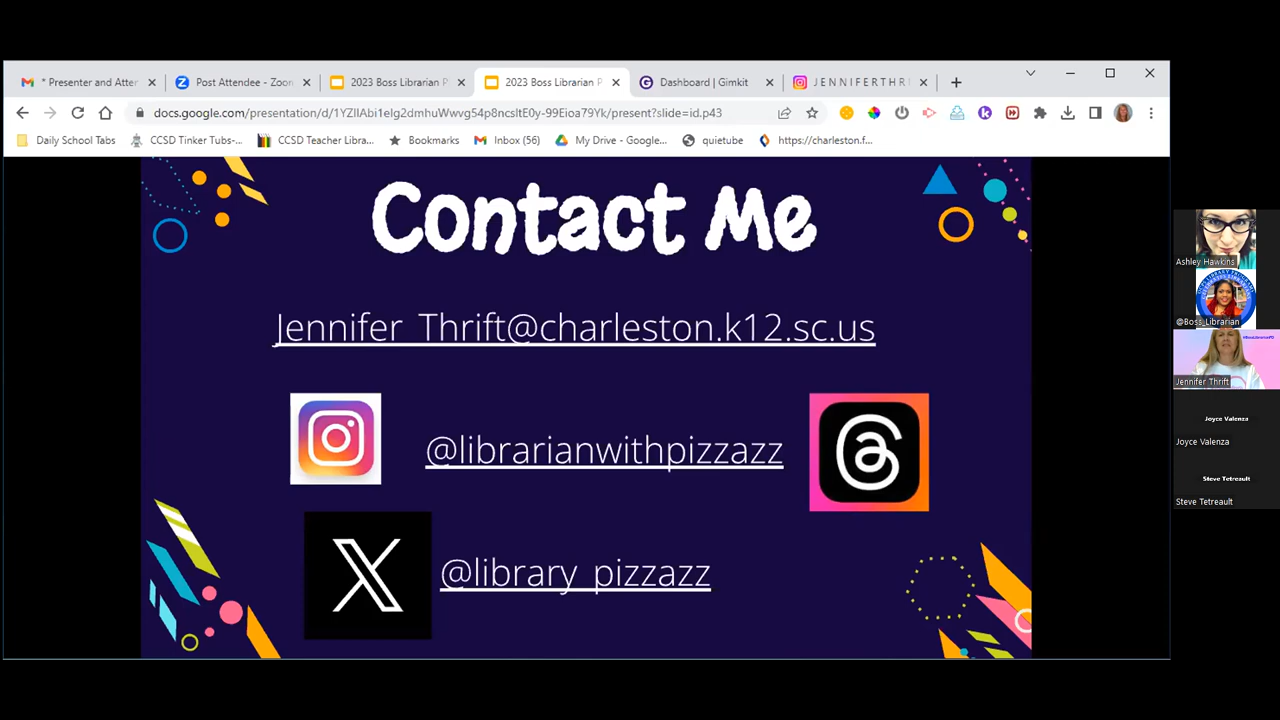 * Presenter and Atter
Post Attendee - Zoon
2023 Boss Librarian P
2023 Boss Librarian P
Dashboard | Gimkit
J E N N I F E R T H R
docs.google.com/presentation/d/1YZllAbi1elg2dmhuWwvg54p8ncsltE0y-99Eioa79Yk/present?slide=id.p43
Daily School Tabs
CCSD Tinker Tubs-...
CCSD Teacher Libra...
Bookmarks
Inbox (56)
My Drive - Google...
quietube
https://charleston.f...
Contact Me
Jennifer_Thrift@charleston.k12.sc.us
@librarianwithpizzazz
@library_pizzazz
Ashley Hawkins
@Boss_Librarian
Jennifer Thrift
Joyce Valenza
Joyce Valenza
Steve Tetreault
Steve Tetreault